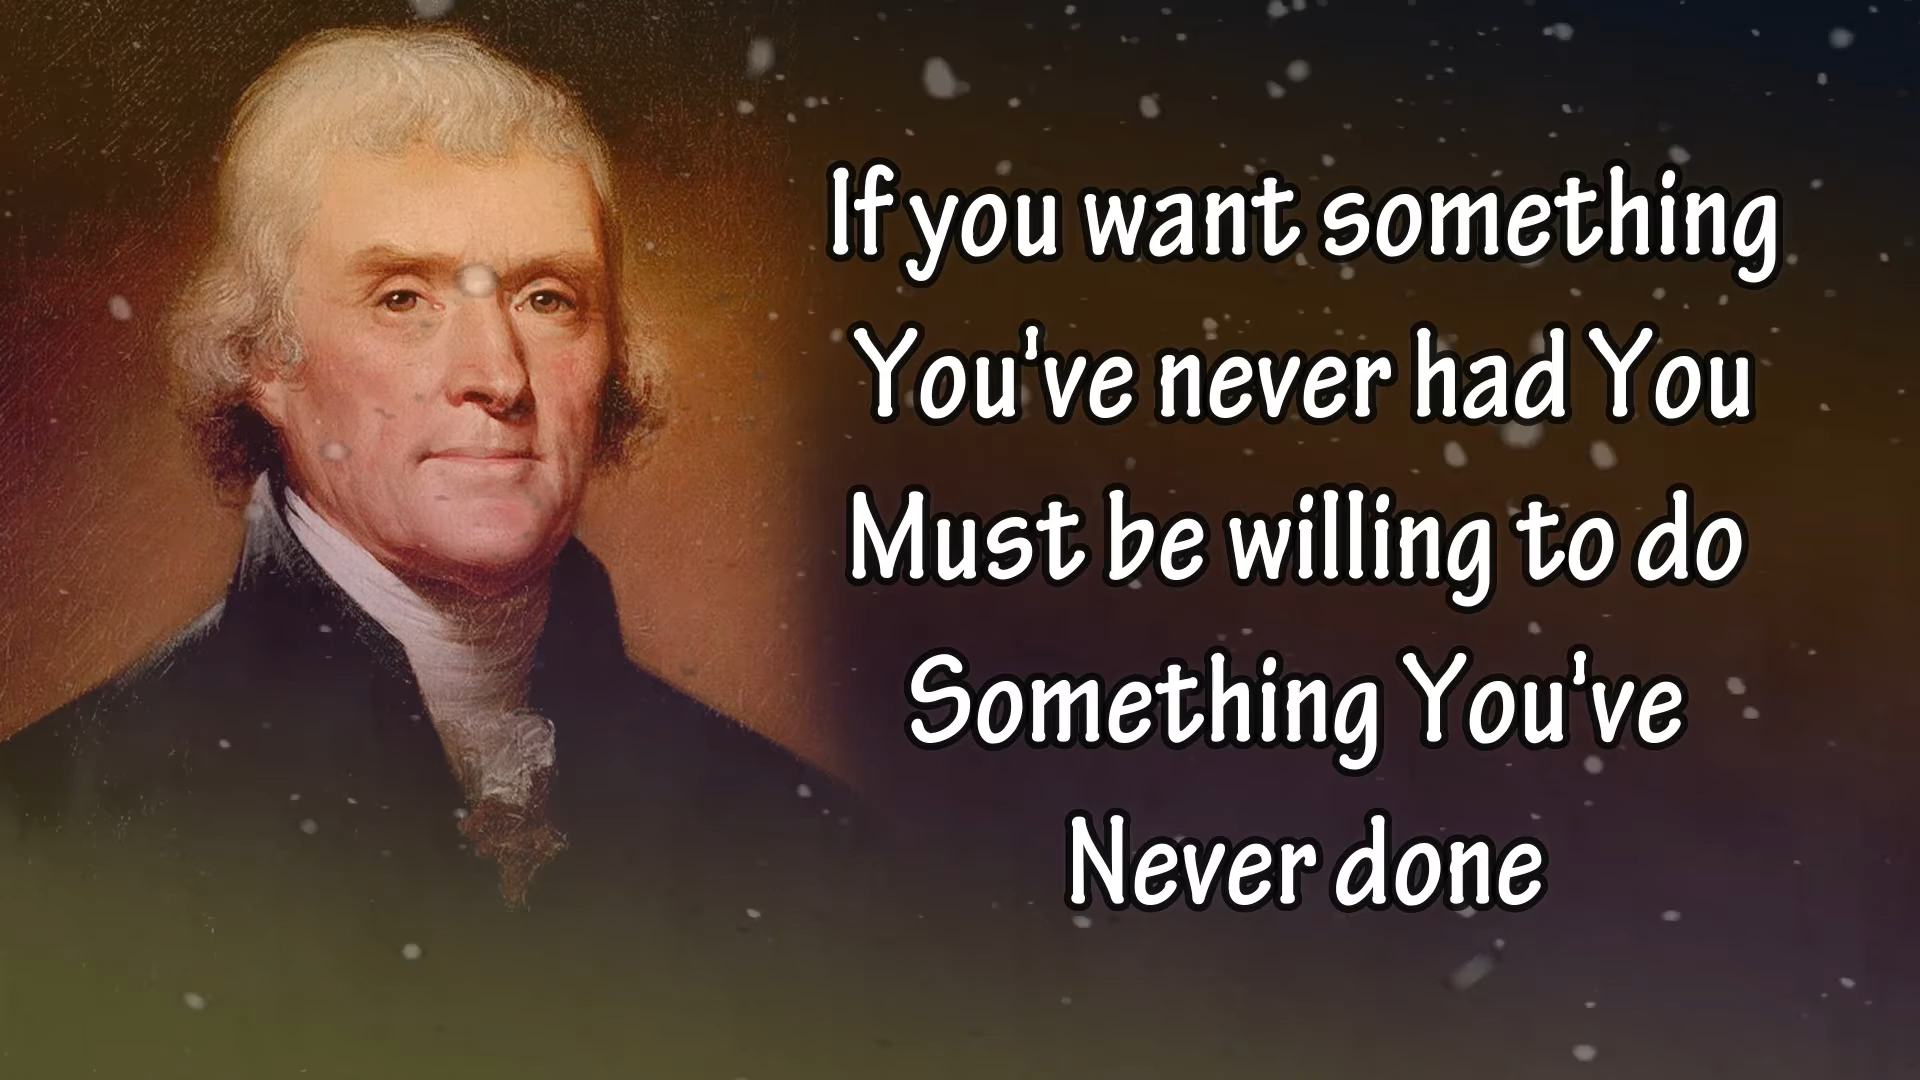 If you want something
You've never had You
Must be willing to do
Something You've
Never done